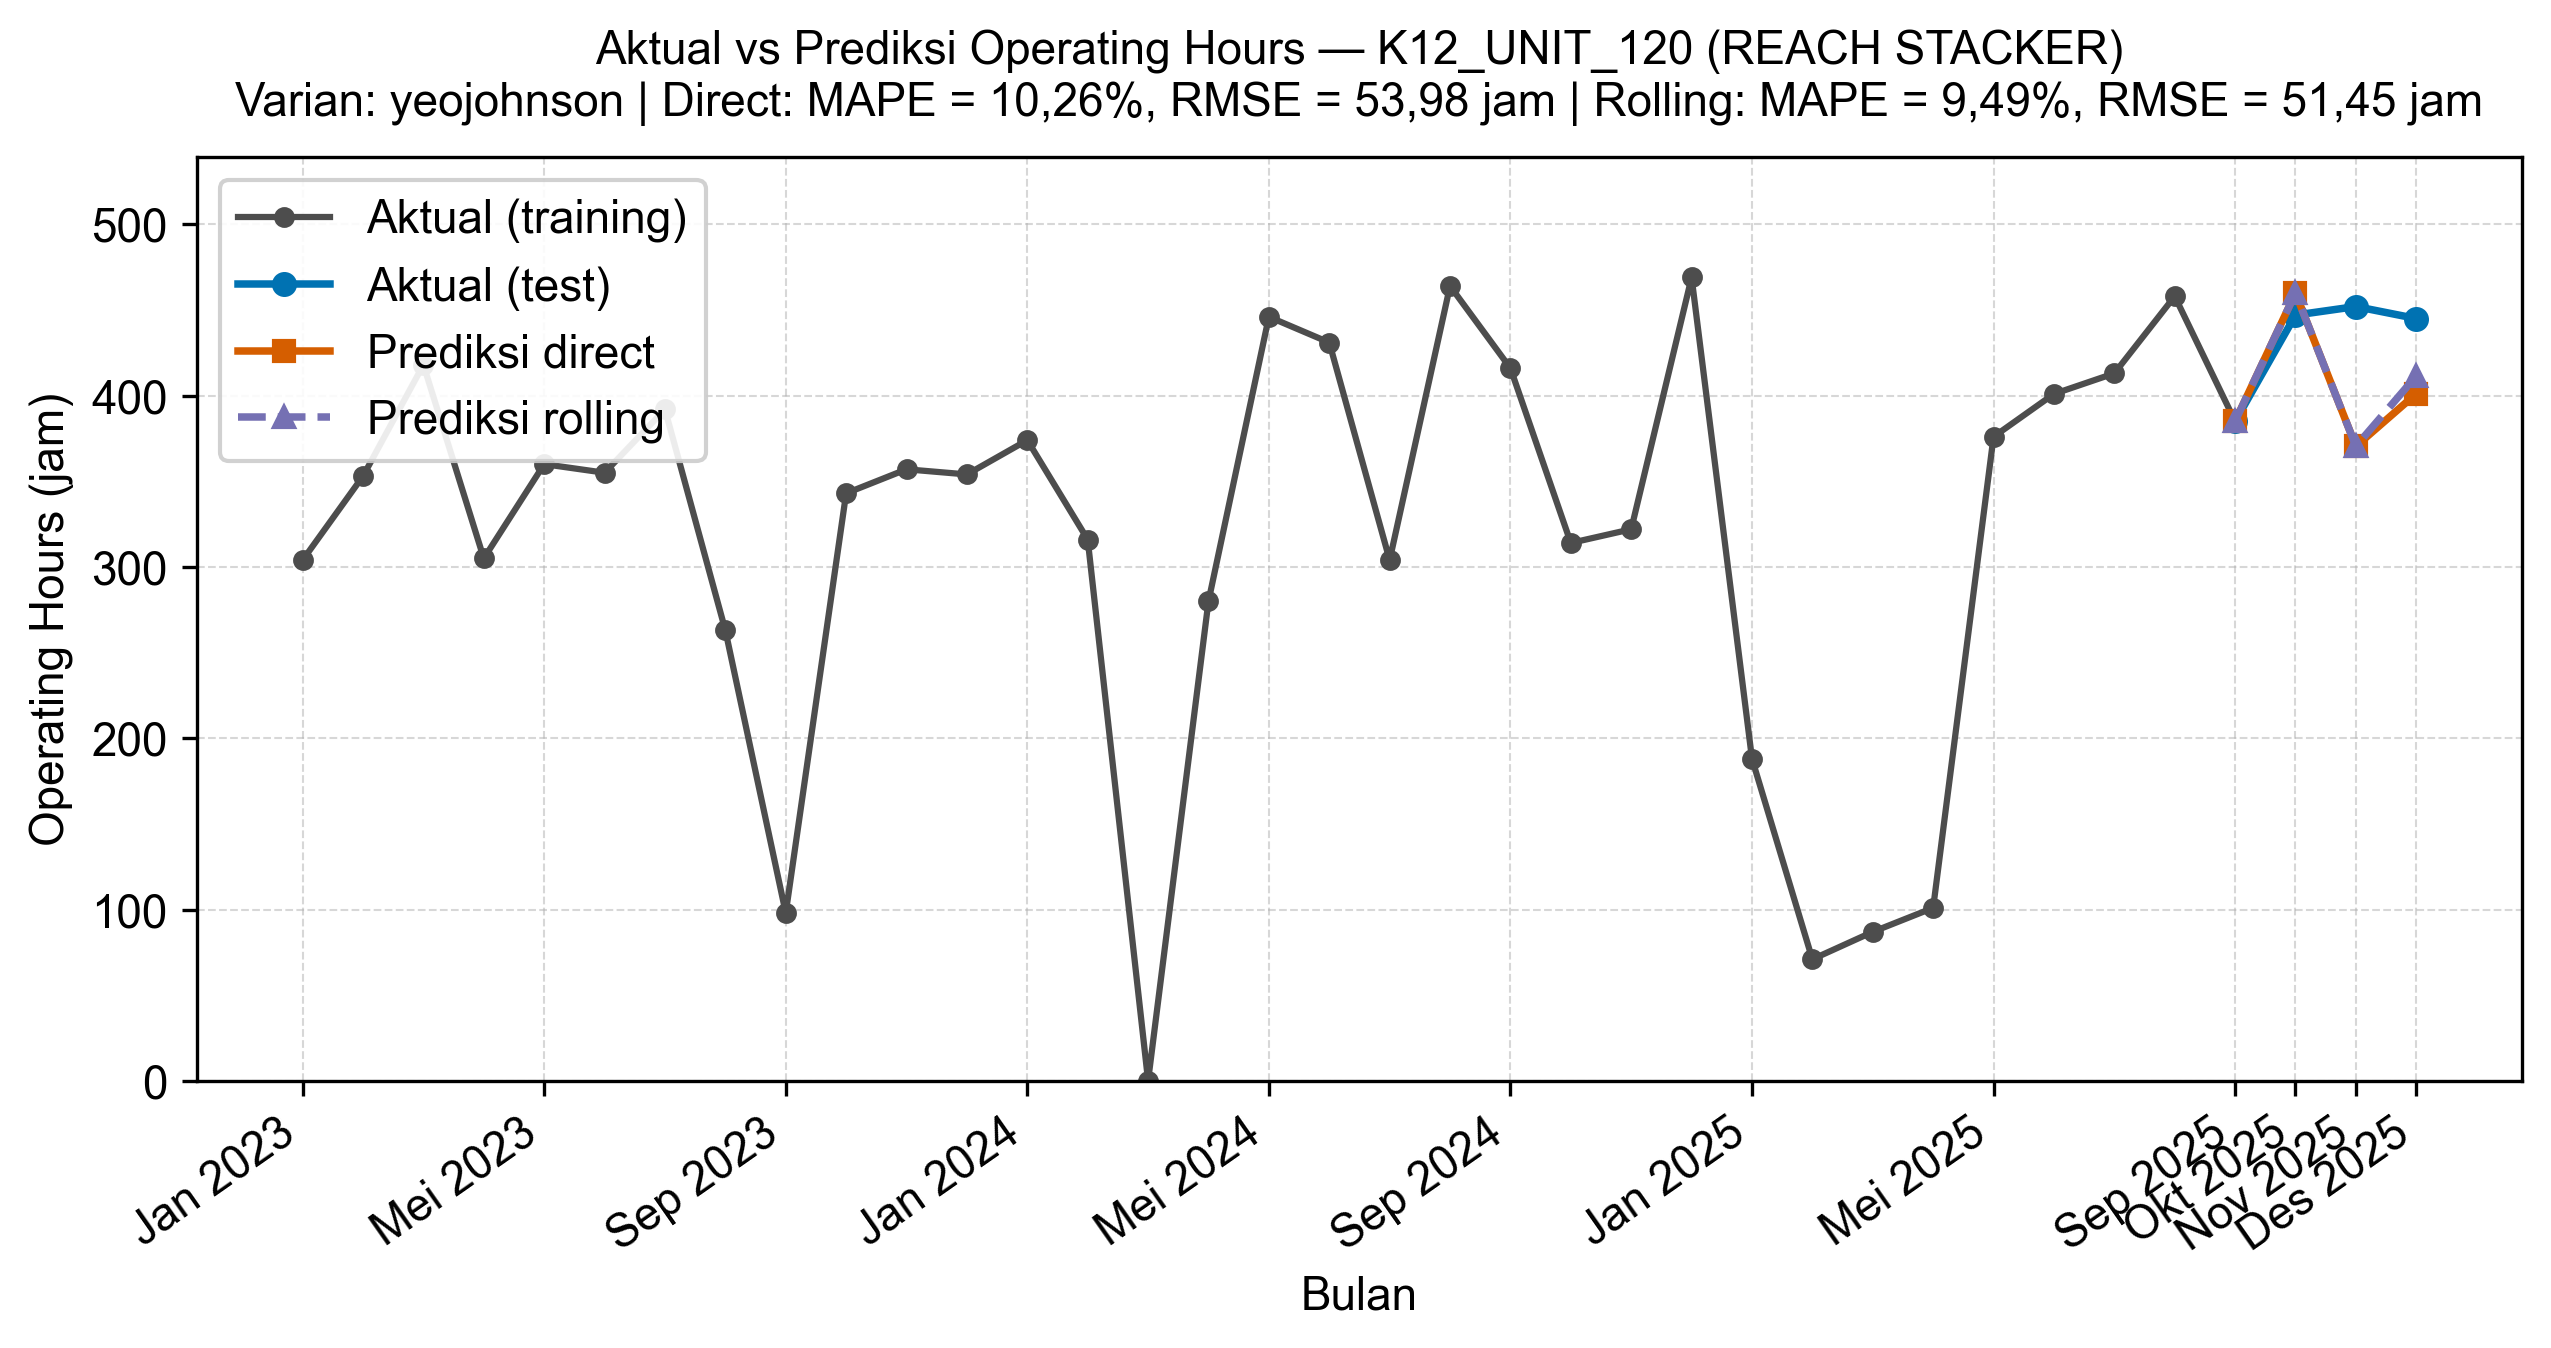 Aktual vs Prediksi Operating Hours — K12_UNIT_120 (REACH STACKER)
Varian: yeojohnson | Direct: MAPE = 10,26%, RMSE = 53,98 jam | Rolling: MAPE = 9,49%, RMSE = 51,45 jam
Aktual (training)
Aktual (test)
Prediksi direct
Prediksi rolling
Operating Hours (jam)
500
400
300
200
100
0
Jan 2023
Mei 2023
Sep 2023
Jan 2024
Mei 2024
Sep 2024
Jan 2025
Mei 2025
Sep 2025
Okt 2025
Nov 2025
Des 2025
Bulan